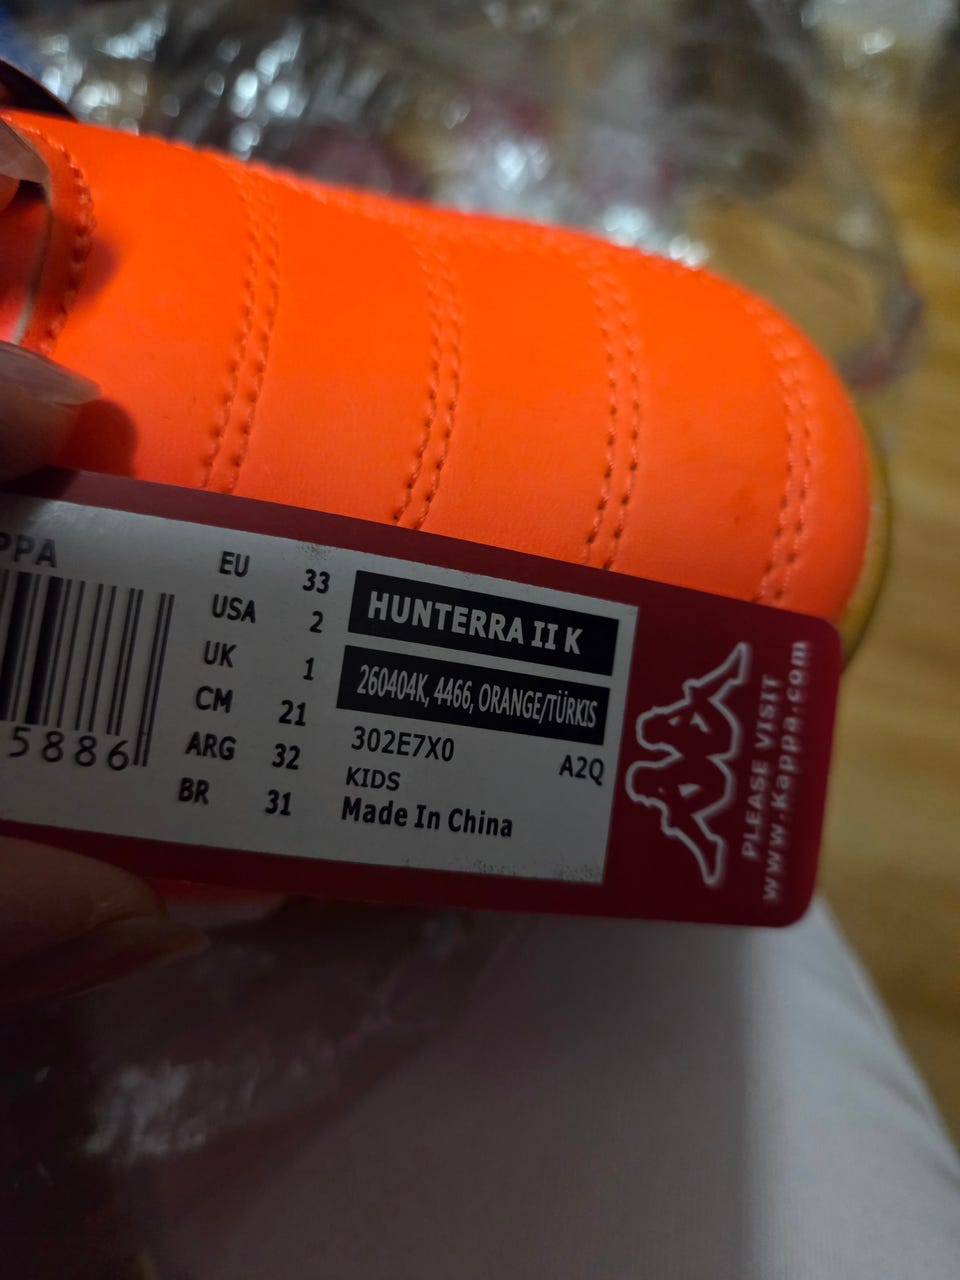 EU 33
USA 2
UK 1
CM 21
ARG 32
BR 31
5886
HUNTERRA II K
260404K, 4466, ORANGE/TÜRKIS
302E7X0
A2Q
KIDS
Made In China
PLEASE VISIT
www.kappa.com